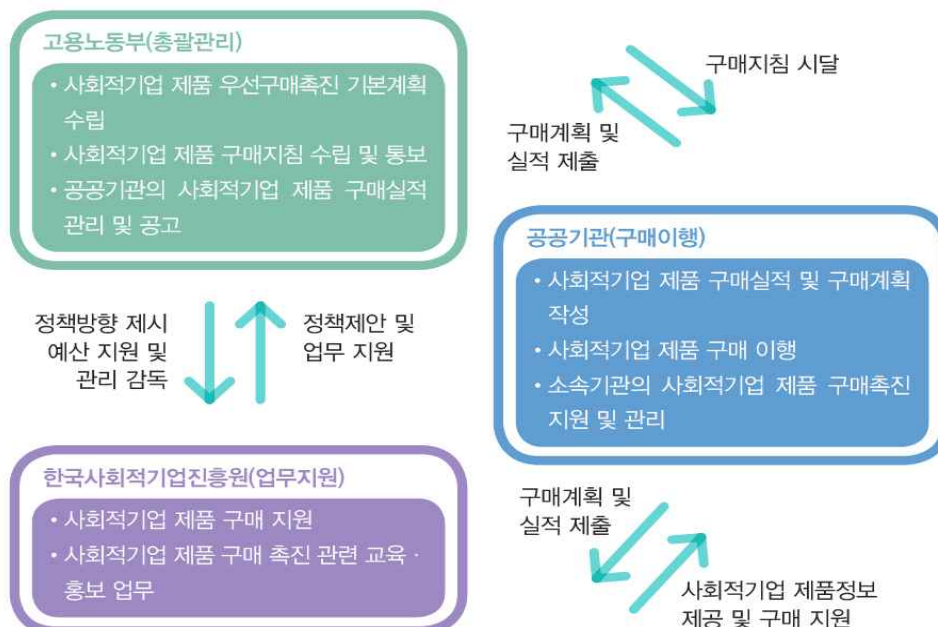 고용노동부(총괄관리)
• 사회적기업 제품 우선구매촉진 기본계획
수립
• 사회적기업 제품 구매지침 수립 및 통보
• 공공기관의 사회적기업 제품 구매실적
관리 및 공고
구매지침 시달
구매계획 및
실적 제출
공공기관(구매이행)
• 사회적기업 제품 구매실적 및 구매계획
작성
• 사회적기업 제품 구매 이행
• 소속기관의 사회적기업 제품 구매촉진
지원 및 관리
정책방향 제시
예산 지원 및
관리 감독
정책제안 및
업무 지원
한국사회적기업진흥원(업무지원)
• 사회적기업 제품 구매 지원
• 사회적기업 제품 구매 촉진 관련 교육 ·
홍보 업무
구매계획 및
실적 제출
사회적기업 제품정보
제공 및 구매 지원